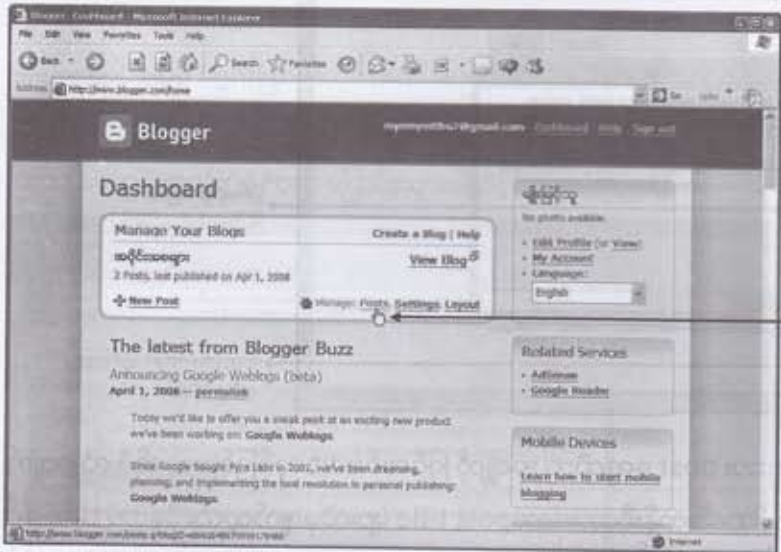 Blogger: Dashboard - Microsoft Internet Explorer
File Edit View Favorites Tools Help
Back Search Favorites
Address http://www.blogger.com/home Go Links
Blogger
Dashboard Help Sign out
Dashboard
Manage Your Blogs Create a Blog | Help
View Blog
2 Posts, last published on Apr 1, 2008
New Post Manage: Posts, Settings, Layout
No photo available.
Edit Profile (or View)
My Account
Language:
English
The latest from Blogger Buzz
Announcing Google Weblogs (beta)
April 1, 2008 — permalink
Today we'd like to offer you a sneak peek at an exciting new product
we've been working on: Google Weblogs.
Since Google bought Pyra Labs in 2003, we've been dreaming,
planning, and implementing the next revolution in personal publishing:
Google Weblogs.
Related Services
AdSense
Google Reader
Mobile Devices
Learn how to start mobile
blogging
Internet